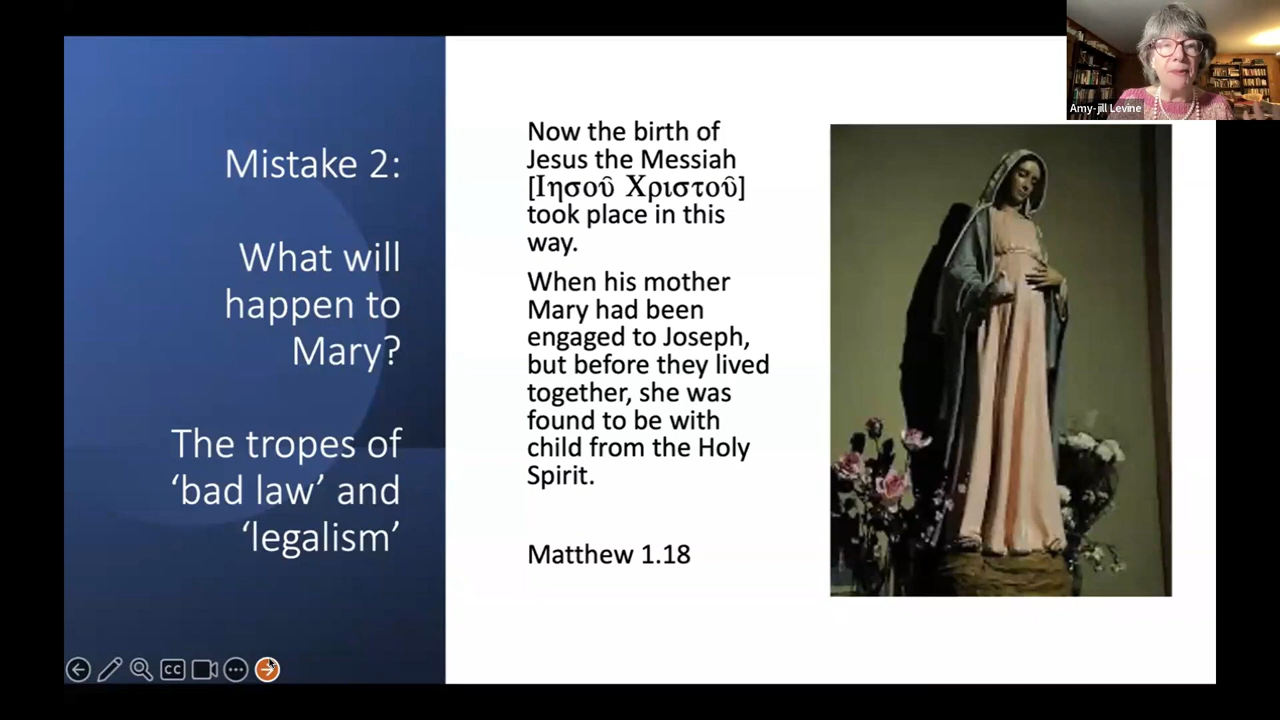 Mistake 2:
What will
happen to
Mary?
The tropes of
‘bad law’ and
‘legalism’
Now the birth of
Jesus the Messiah
[Ιησοῦ Χριστοῦ]
took place in this
way.
When his mother
Mary had been
engaged to Joseph,
but before they lived
together, she was
found to be with
child from the Holy
Spirit.
Matthew 1.18
Amy-jill Levine
CC